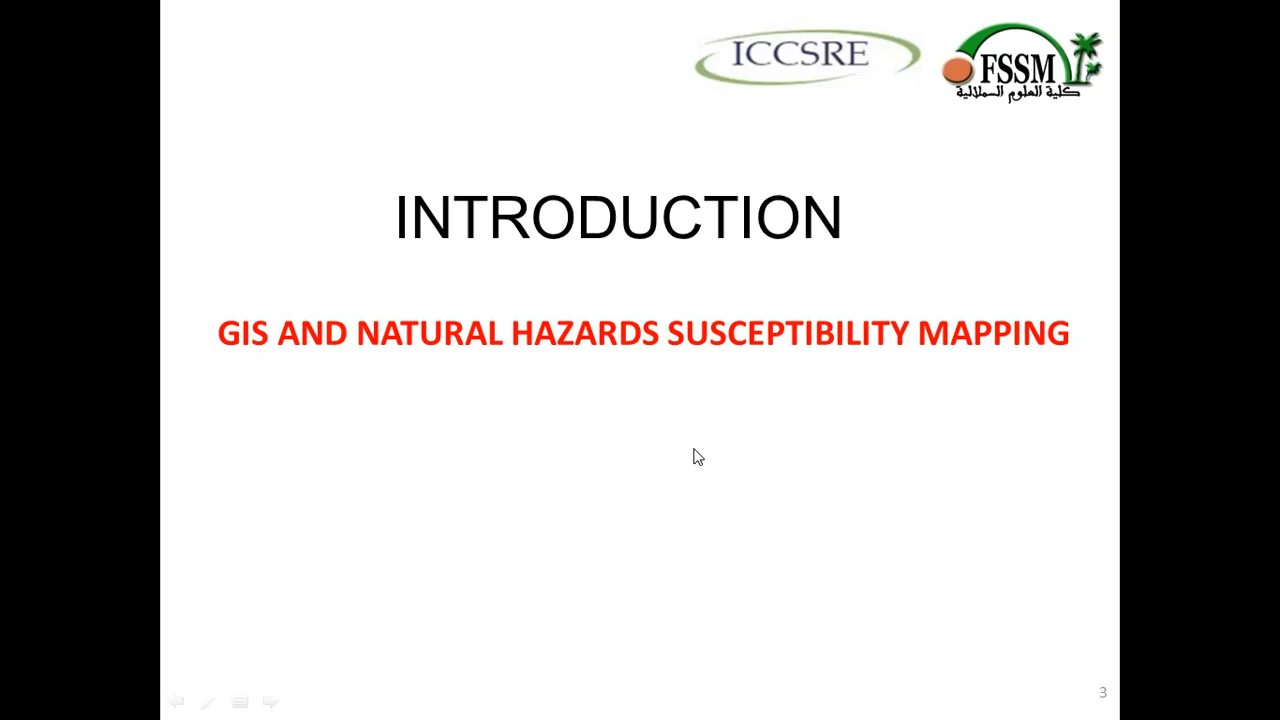 ICCSRE
FSSM
كلية العلوم السملالية
INTRODUCTION
GIS AND NATURAL HAZARDS SUSCEPTIBILITY MAPPING
3